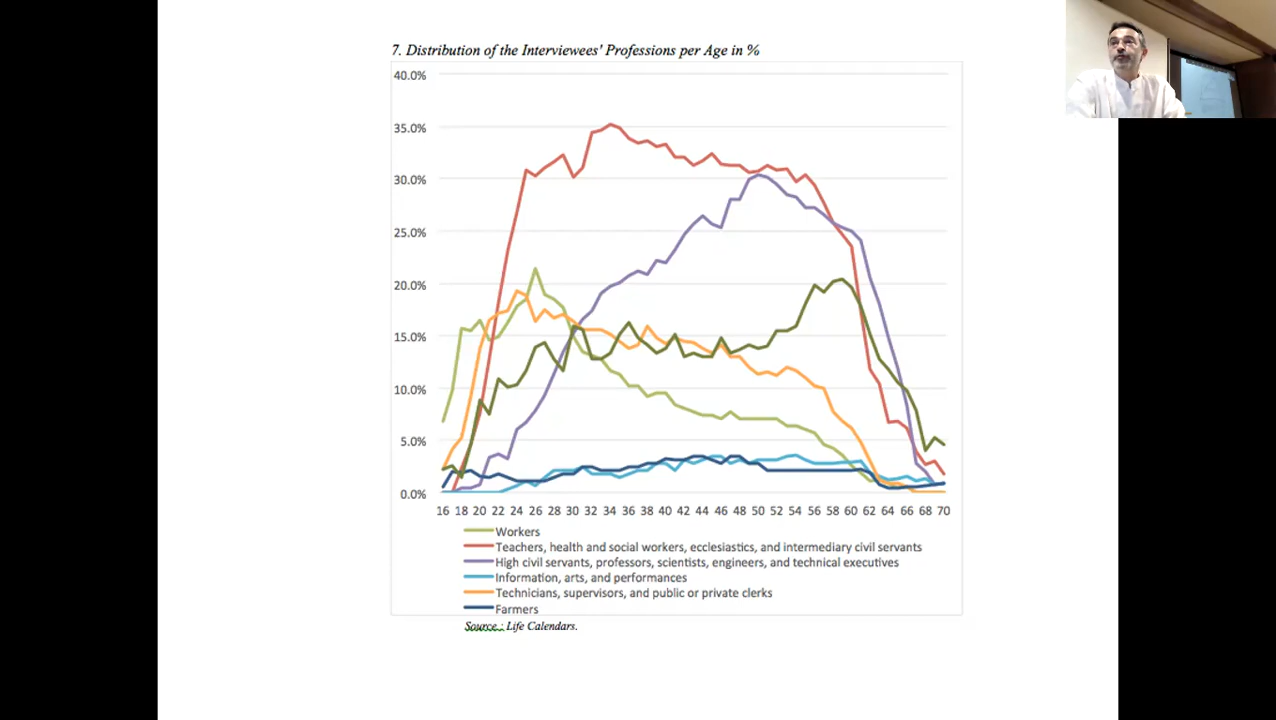 7. Distribution of the Interviewees' Professions per Age in %
40.0%
35.0%
30.0%
25.0%
20.0%
15.0%
10.0%
5.0%
0.0%
16 18 20 22 24 26 28 30 32 34 36 38 40 42 44 46 48 50 52 54 56 58 60 62 64 66 68 70
Workers
Teachers, health and social workers, ecclesiastics, and intermediary civil servants
High civil servants, professors, scientists, engineers, and technical executives
Information, arts, and performances
Technicians, supervisors, and public or private clerks
Farmers
Source : Life Calendars.